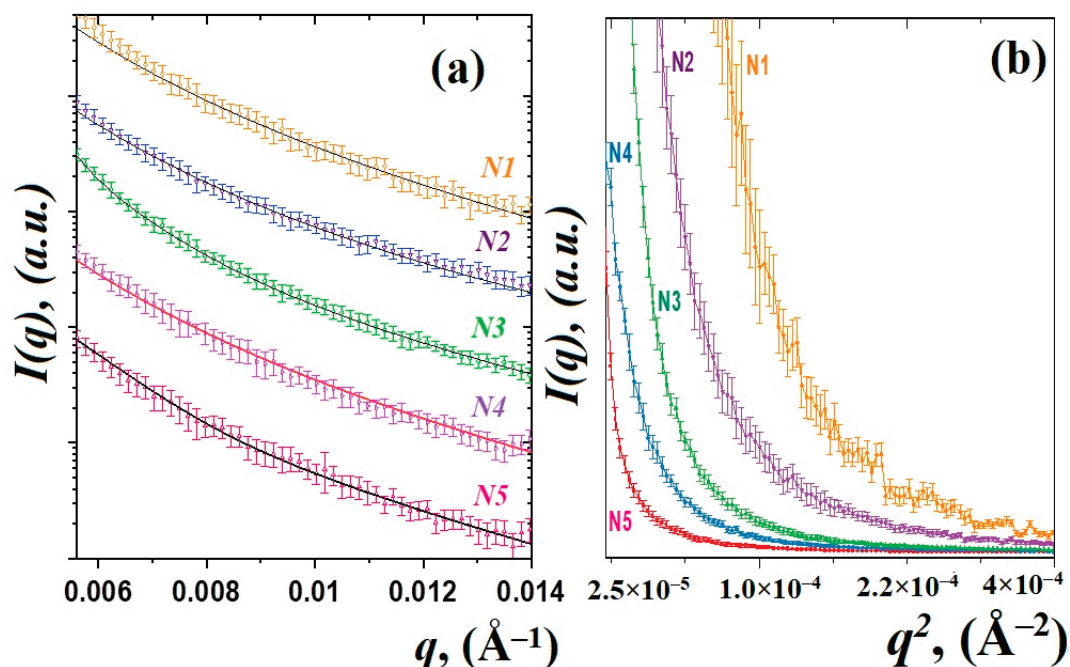 (a)
N1
N2
N3
N4
N5
I(q), (a.u.)
0.006 0.008 0.01 0.012 0.014
q, (Å⁻¹)
(b)
N2 N1
N4
N3
N5
I(q), (a.u.)
2.5×10⁻⁵ 1.0×10⁻⁴ 2.2×10⁻⁴ 4×10⁻⁴
q², (Å⁻²)